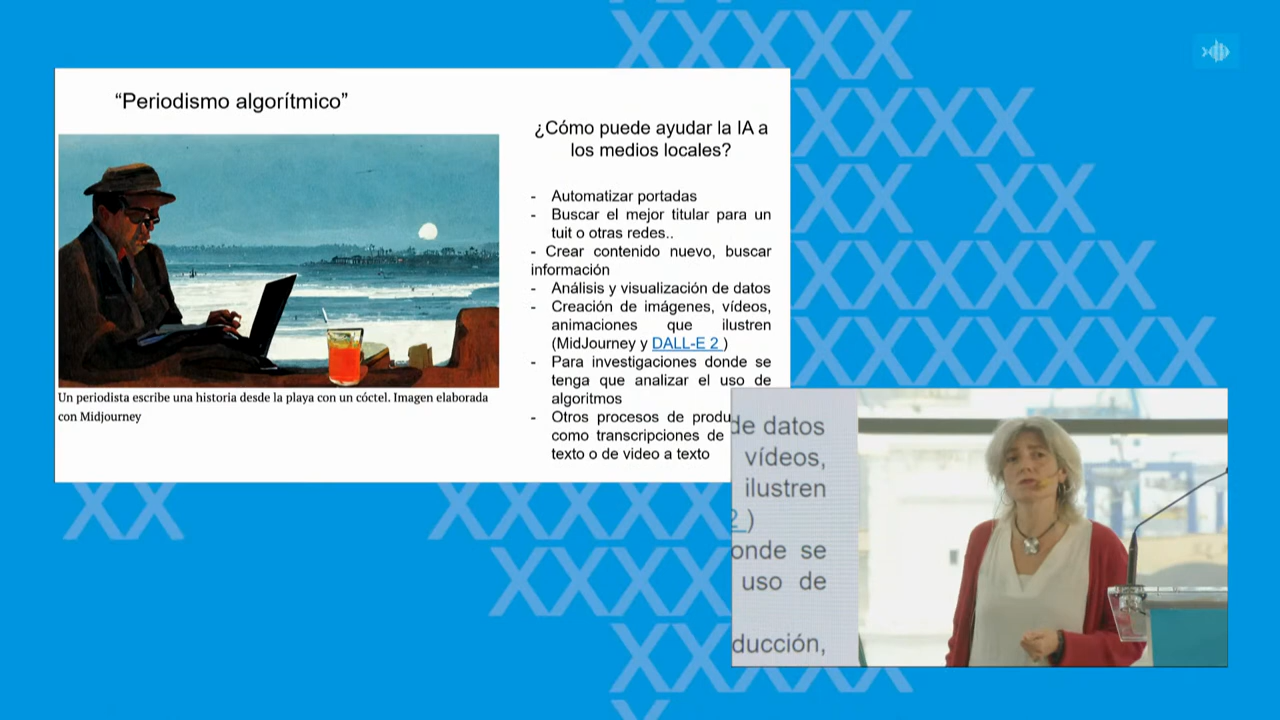 “Periodismo algorítmico”
Un periodista escribe una historia desde la playa con un cóctel. Imagen elaborada
con Midjourney
¿Cómo puede ayudar la IA a
los medios locales?
- Automatizar portadas
- Buscar el mejor titular para un
tuit o otras redes..
- Crear contenido nuevo, buscar
información
- Análisis y visualización de datos
- Creación de imágenes, vídeos,
animaciones que ilustren
(MidJourney y DALL-E 2 )
- Para investigaciones donde se
tenga que analizar el uso de
algoritmos
- Otros procesos de produ
como transcripciones de
texto o de video a texto
de datos
vídeos,
ilustren
2 )
onde se
uso de
ducción,